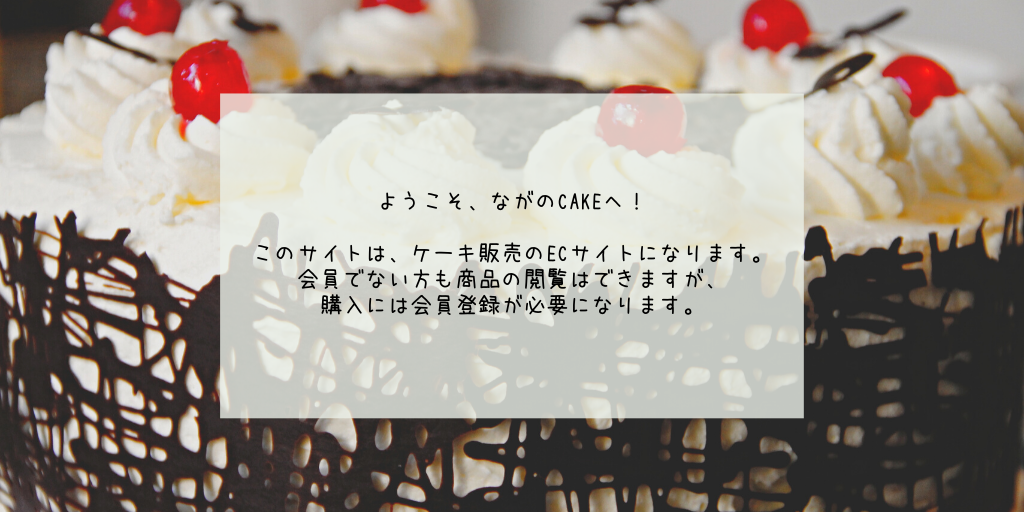 ようこそ、ながのCAKEへ！
このサイトは、ケーキ販売のECサイトになります。
会員でない方も商品の閲覧はできますが、
購入には会員登録が必要になります。